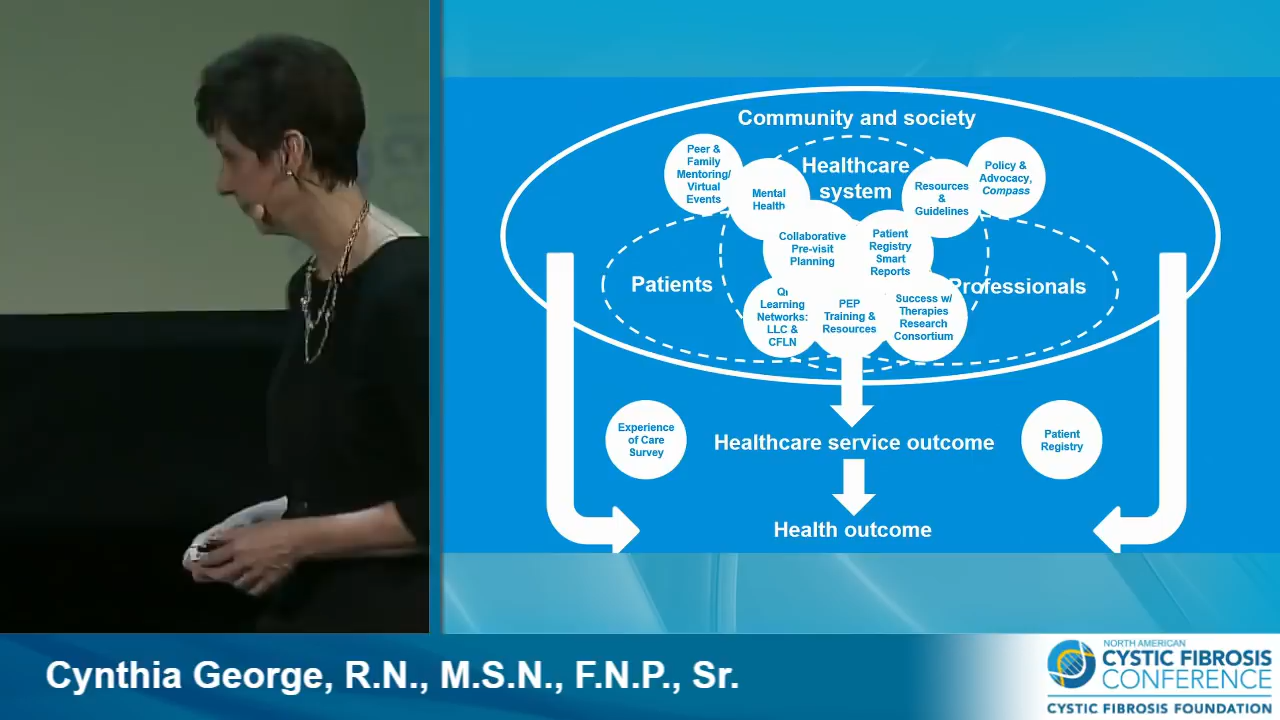 Community and society
Peer &
Family
Mentoring/
Virtual
Events
Mental
Health
Healthcare
system
Resources
&
Guidelines
Policy &
Advocacy,
Compass
Collaborative
Pre-visit
Planning
Patient
Registry
Smart
Reports
Patients
Professionals
QI
Learning
Networks:
LLC &
CFLN
PEP
Training &
Resources
Success w/
Therapies
Research
Consortium
Experience
of Care
Survey
Healthcare service outcome
Patient
Registry
Health outcome
Cynthia George, R.N., M.S.N., F.N.P., Sr.
NORTH AMERICAN
CYSTIC FIBROSIS
CONFERENCE
CYSTIC FIBROSIS FOUNDATION